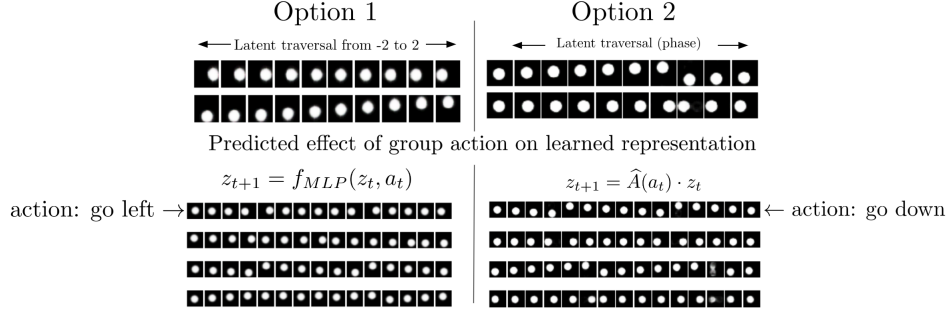 Option 1
Option 2
Latent traversal from -2 to 2
Latent traversal (phase)
Predicted effect of group action on learned representation
z_{t+1} = f_{MLP}(z_t, a_t)
z_{t+1} = \widehat{A}(a_t) · z_t
action: go left →
← action: go down